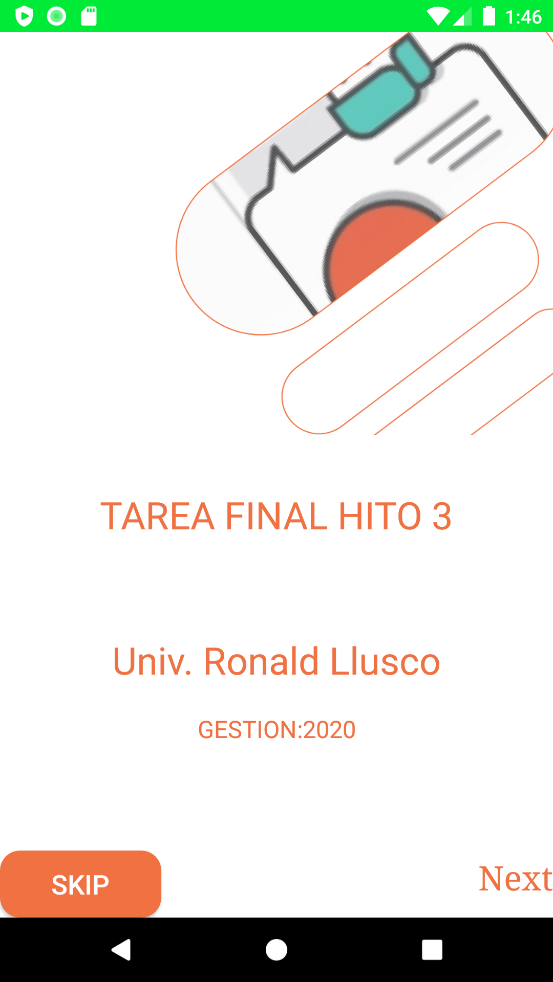 1:46
TAREA FINAL HITO 3
Univ. Ronald Llusco
GESTION:2020
SKIP
Next